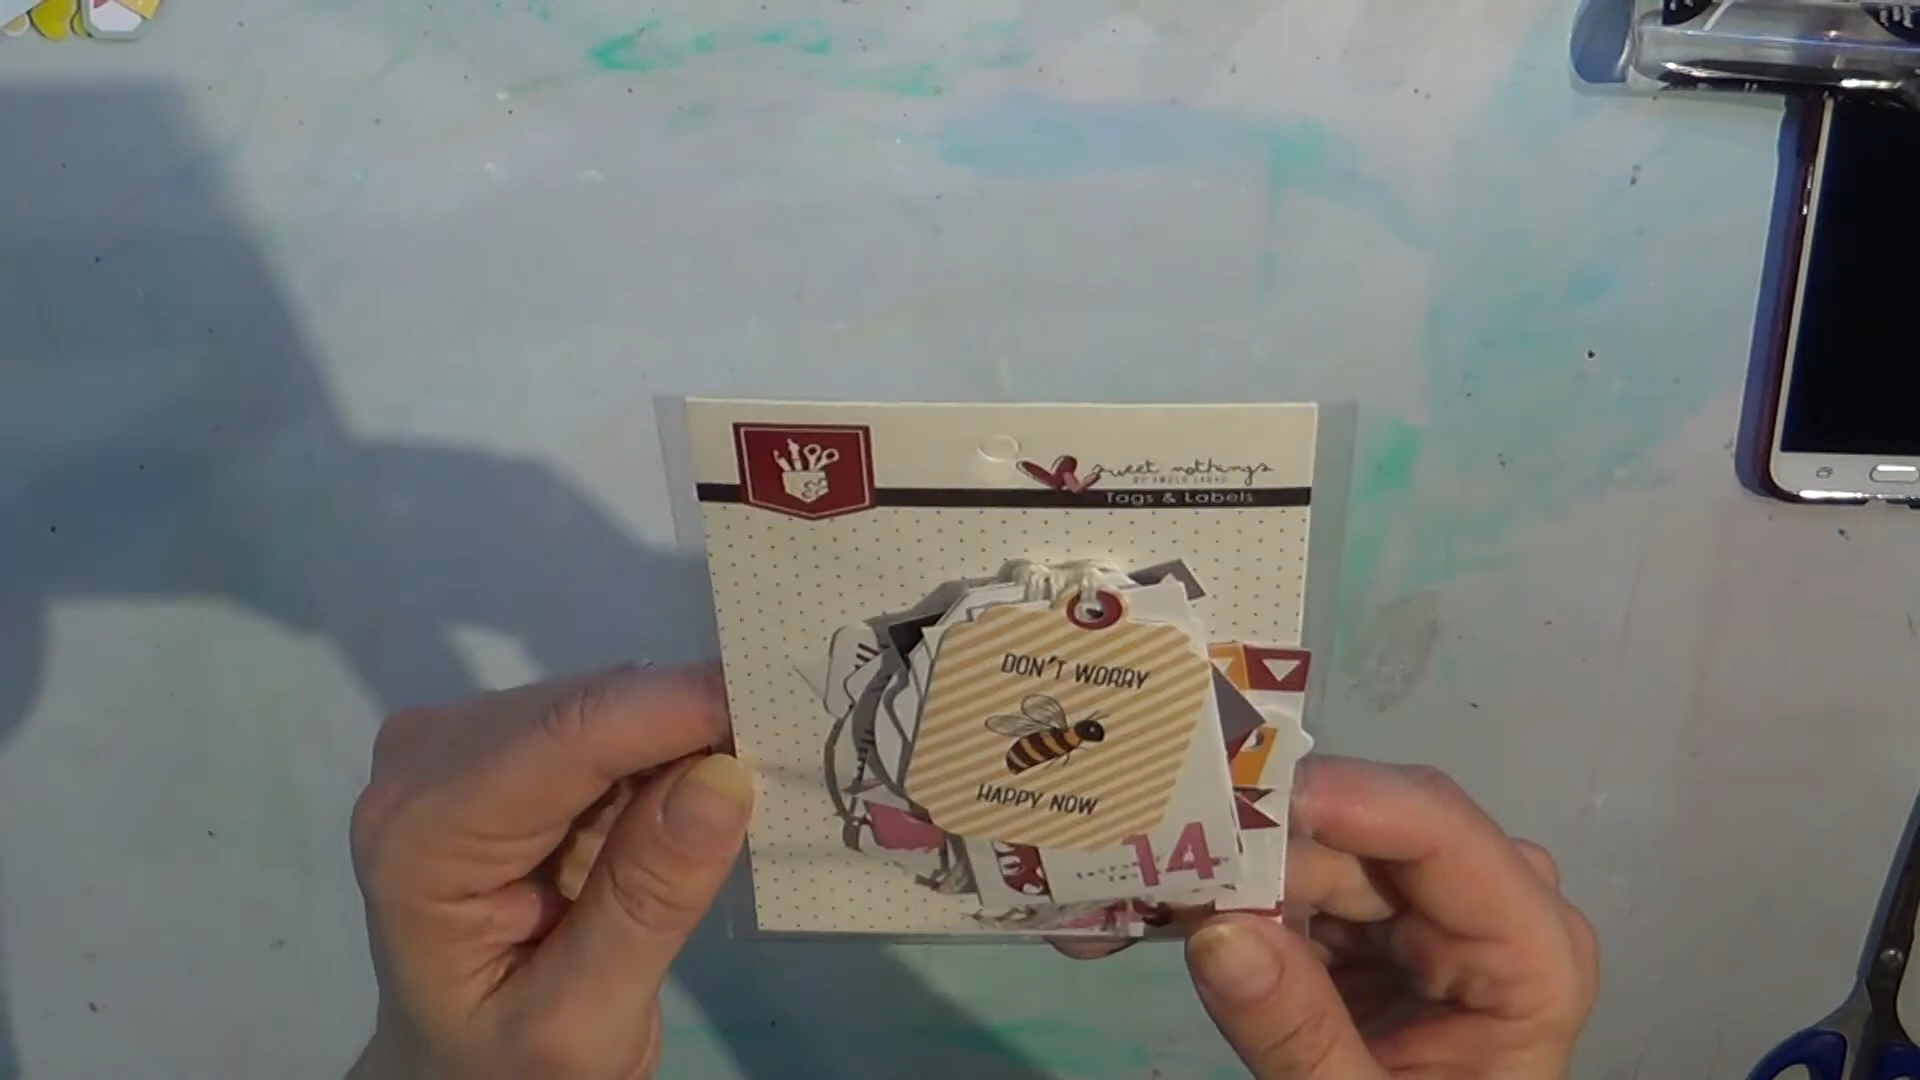 sweet nothings
Tags & Labels
DON'T WORRY
HAPPY NOW
14